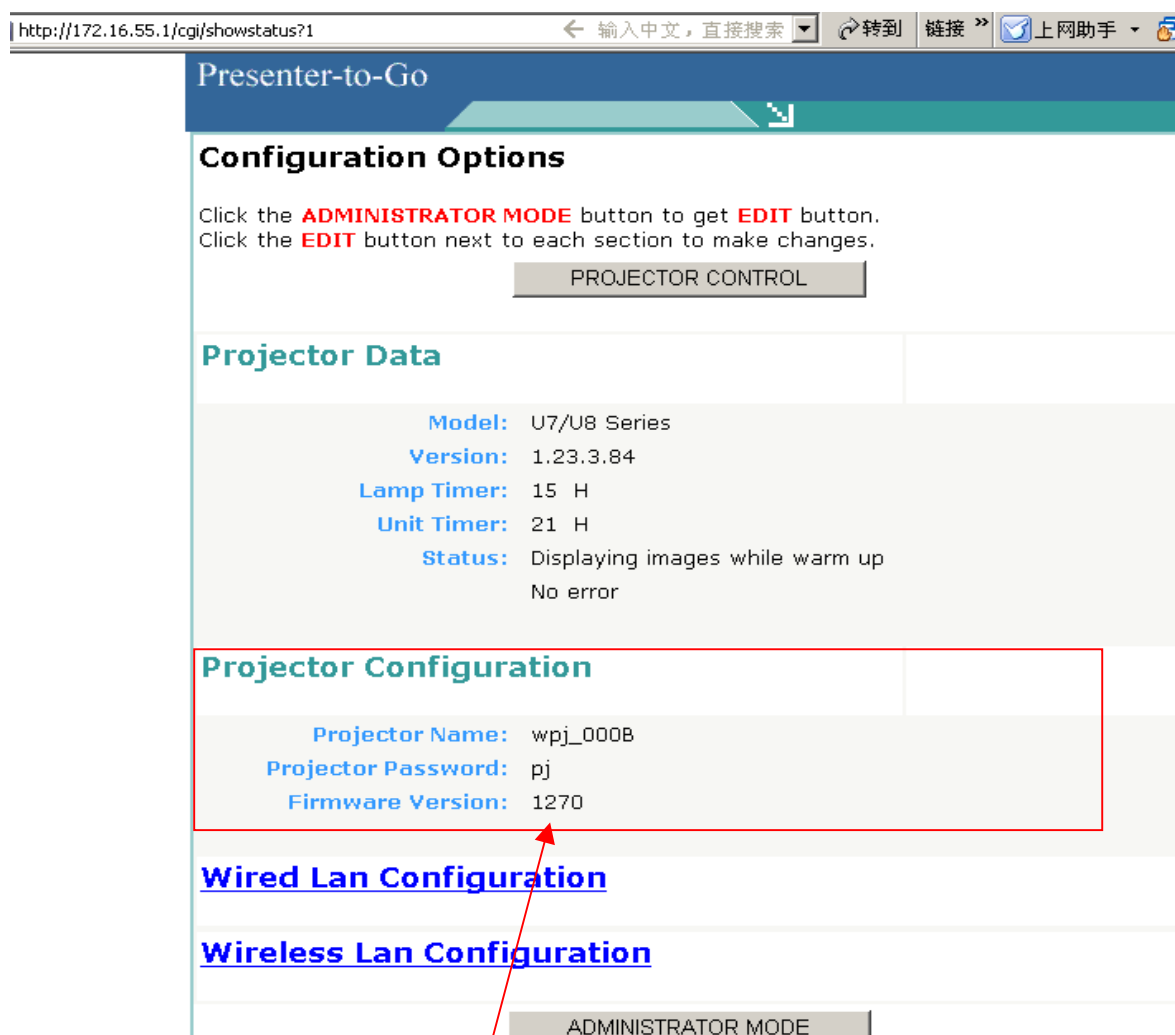 http://172.16.55.1/cgi/showstatus?1 输入中文，直接搜索 转到 链接 » 上网助手
Presenter-to-Go
Configuration Options
Click the ADMINISTRATOR MODE button to get EDIT button.
Click the EDIT button next to each section to make changes.
PROJECTOR CONTROL
Projector Data
Model: U7/U8 Series
Version: 1.23.3.84
Lamp Timer: 15 H
Unit Timer: 21 H
Status: Displaying images while warm up
No error
Projector Configuration
Projector Name: wpj_000B
Projector Password: pj
Firmware Version: 1270
Wired Lan Configuration
Wireless Lan Configuration
ADMINISTRATOR MODE